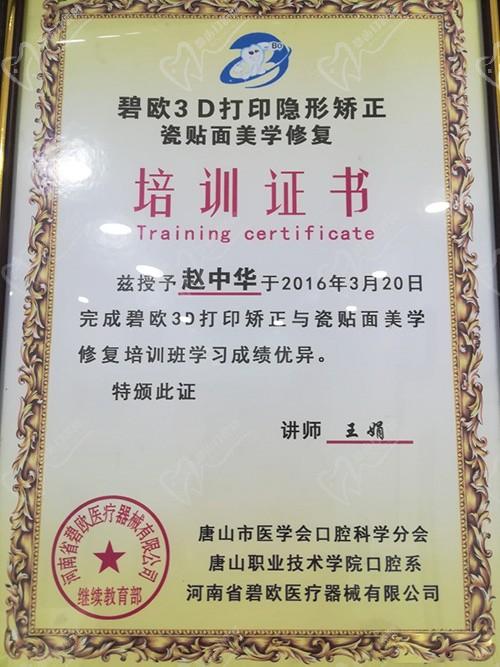 Bo
碧欧3D打印隐形矫正
瓷贴面美学修复
培训证书
Training certificate
兹授予赵中华于2016年3月20日
完成碧欧3D打印矫正与瓷贴面美学
修复培训班学习成绩优异。
特颁此证
讲师 王娟
唐山市医学会口腔科学分会
唐山职业技术学院口腔系
河南省碧欧医疗器械有限公司
河南省碧欧医疗器械有限公司
继续教育部